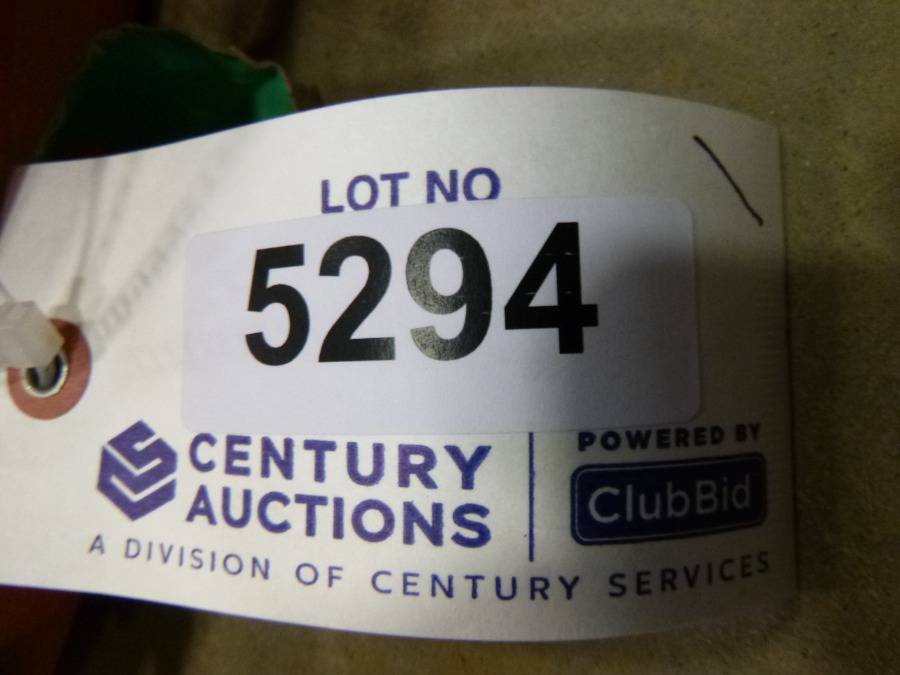 LOT NO
5294
CENTURY
AUCTIONS
A DIVISION OF CENTURY SERVICES
POWERED BY
ClubBid